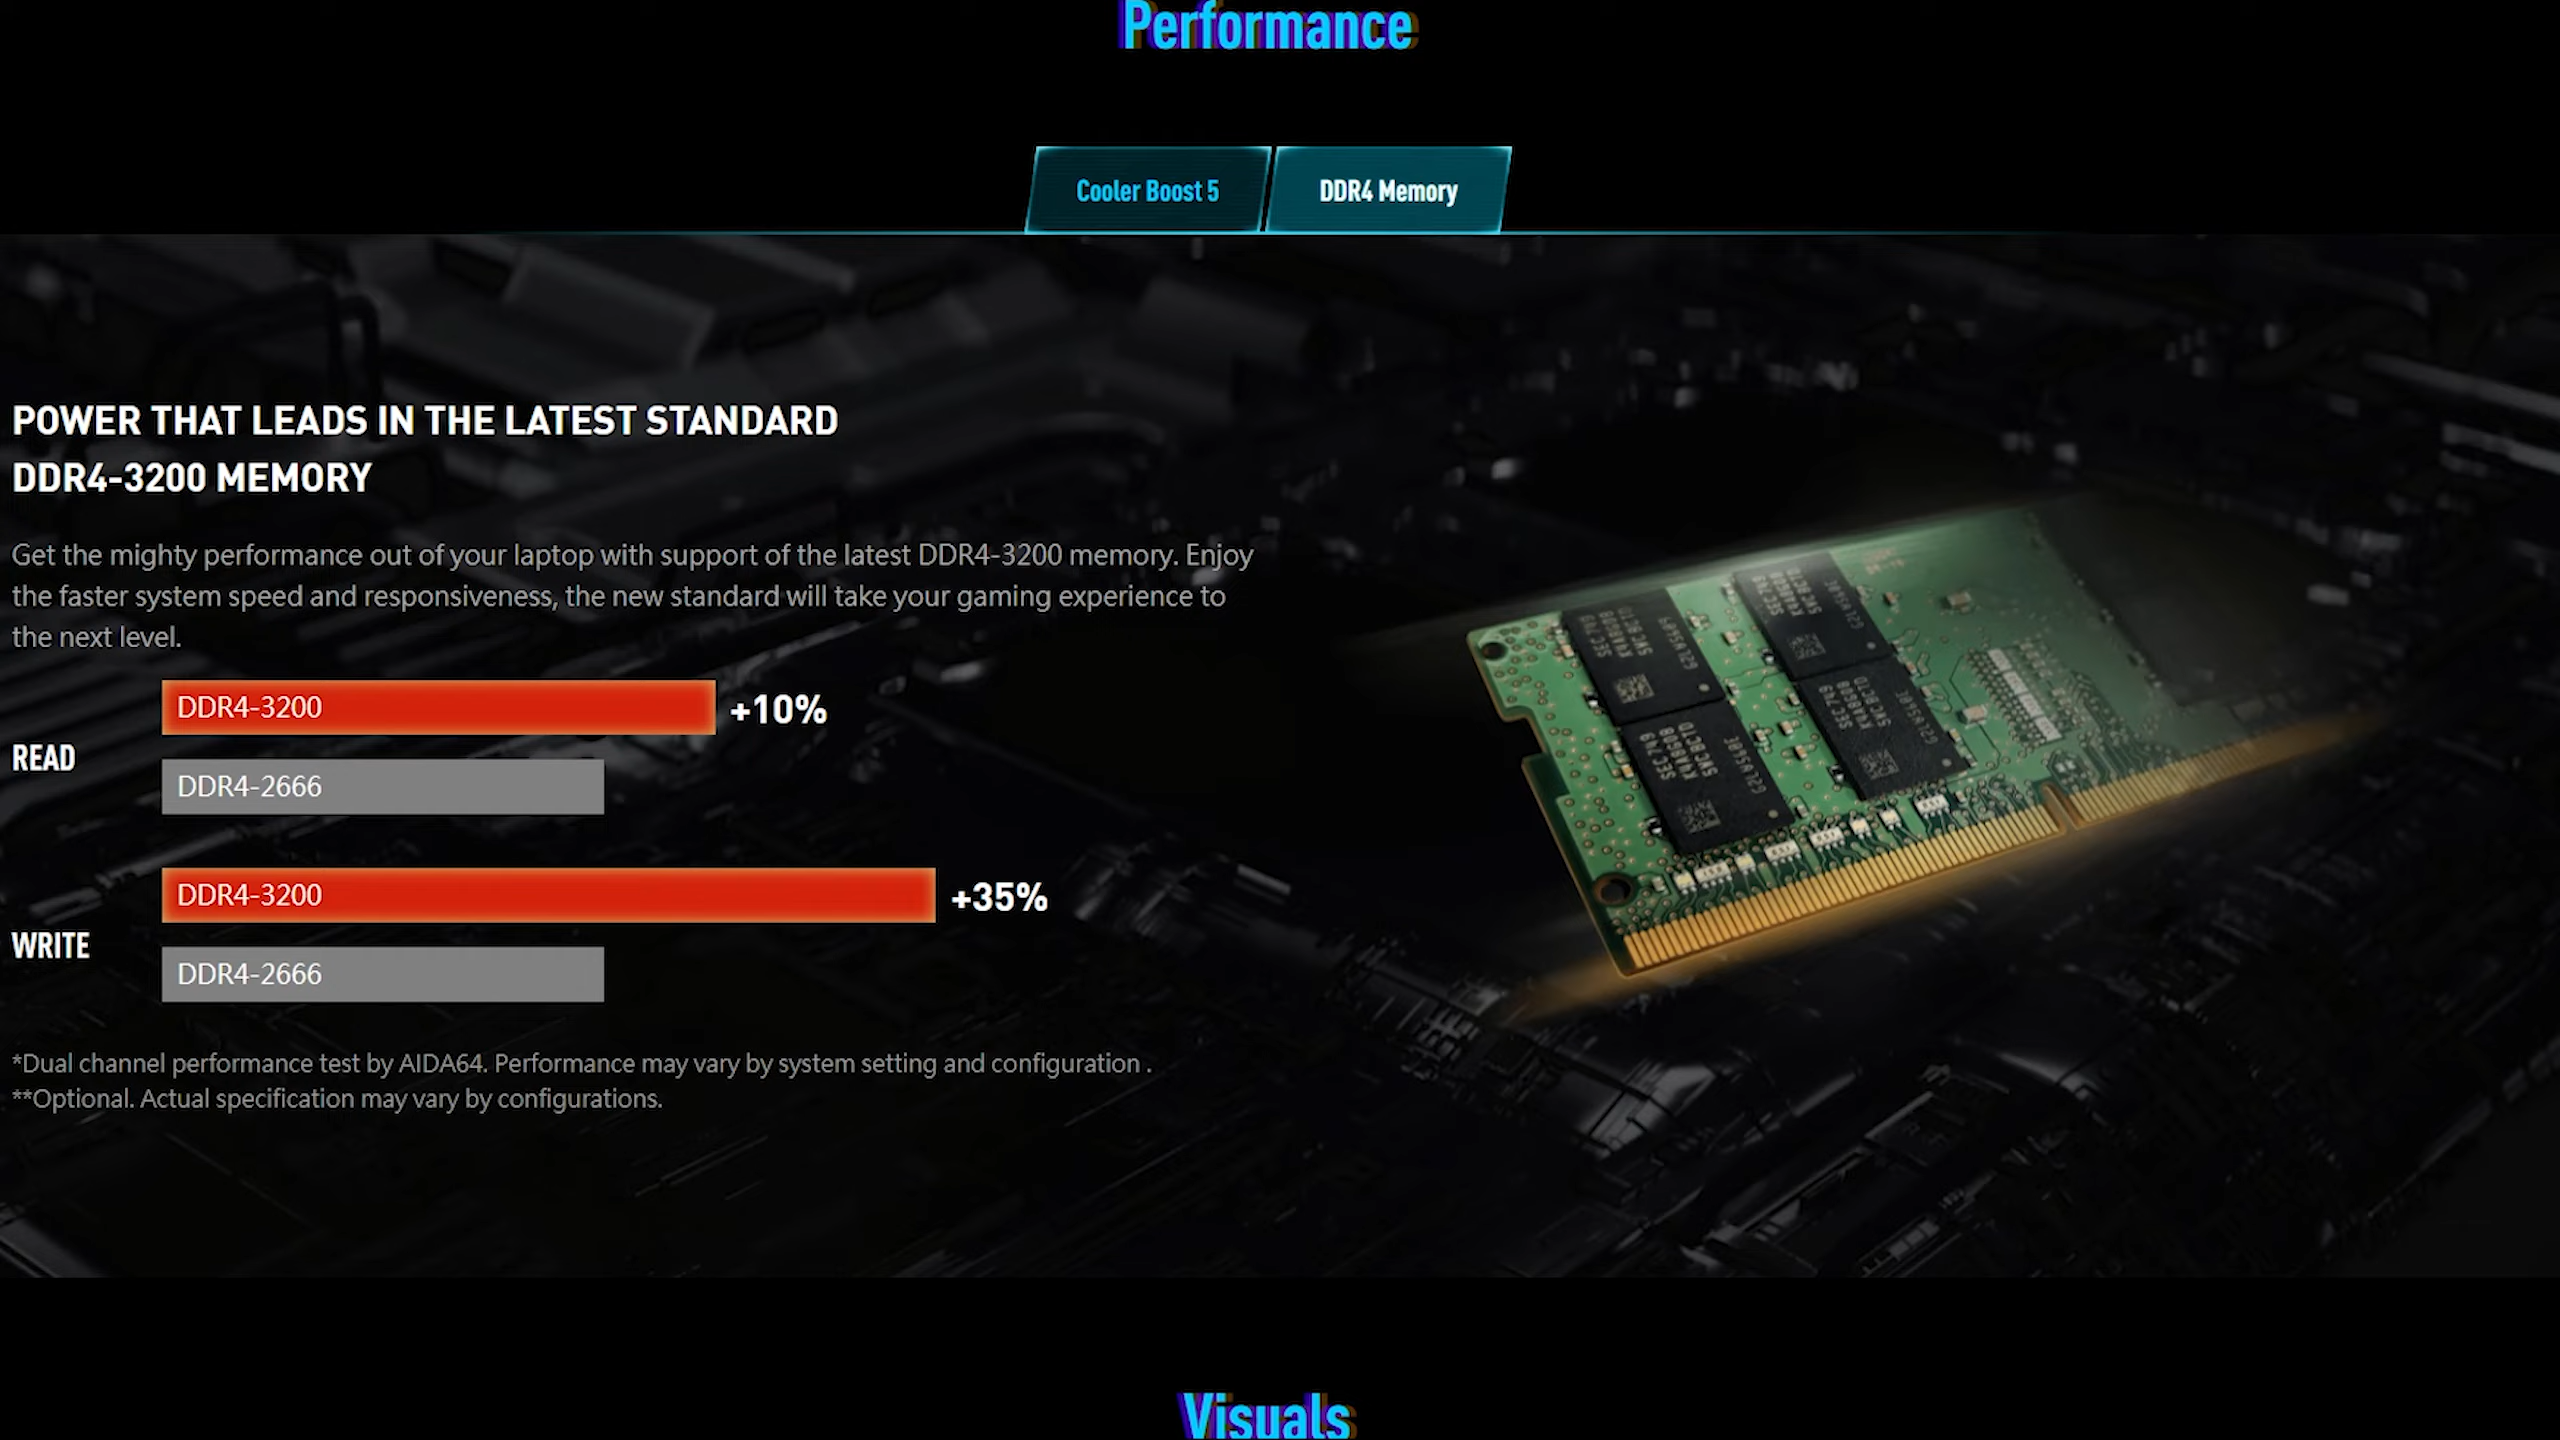 Performance
Cooler Boost 5
DDR4 Memory
POWER THAT LEADS IN THE LATEST STANDARD
DDR4-3200 MEMORY
Get the mighty performance out of your laptop with support of the latest DDR4-3200 memory. Enjoy
the faster system speed and responsiveness, the new standard will take your gaming experience to
the next level.
READ
DDR4-3200
+10%
DDR4-2666
WRITE
DDR4-3200
+35%
DDR4-2666
*Dual channel performance test by AIDA64. Performance may vary by system setting and configuration .
**Optional. Actual specification may vary by configurations.
Visuals